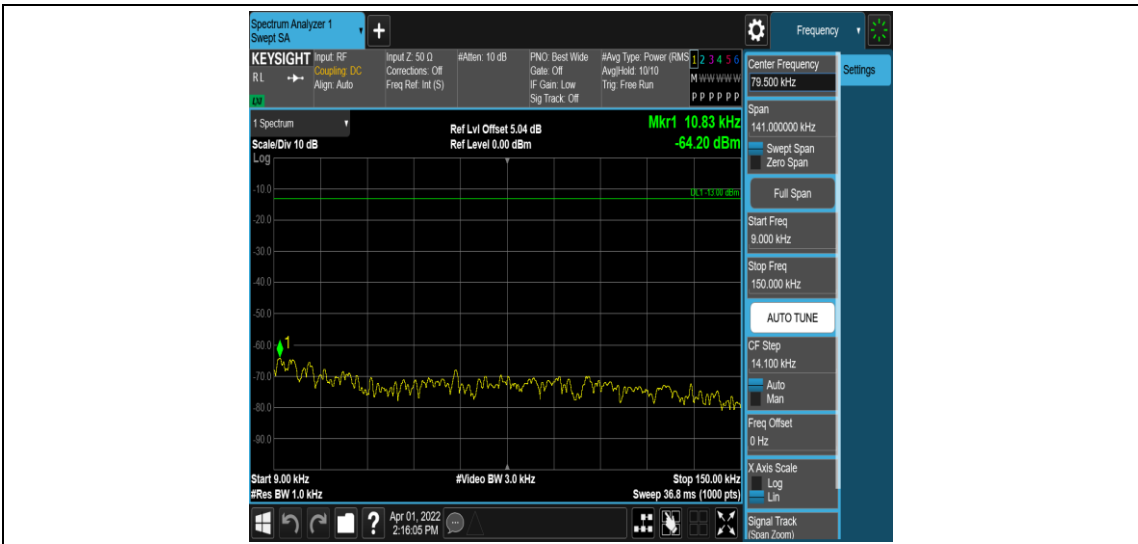 Spectrum Analyzer 1
Swept SA
+
Frequency
KEYSIGHT
R L
Input: RF
Coupling: DC
Align: Auto
Input Z: 50 Ω
Corrections: Off
Freq Ref: Int (S)
#Atten: 10 dB
PNO: Best Wide
Gate: Off
IF Gain: Low
Sig Track: Off
#Avg Type: Power (RMS
Avg|Hold: 10/10
Trig: Free Run
1 2 3 4 5 6
M W W W W W
P P P P P P
Center Frequency
79.500 kHz
Settings
Span
141.000000 kHz
Swept Span
Zero Span
Full Span
Start Freq
9.000 kHz
Stop Freq
150.000 kHz
AUTO TUNE
CF Step
14.100 kHz
Auto
Man
Freq Offset
0 Hz
X Axis Scale
Log
Lin
Signal Track
(Span Zoom)
1 Spectrum
Scale/Div 10 dB
Ref Lvl Offset 5.04 dB
Ref Level 0.00 dBm
Mkr1 10.83 kHz
-64.20 dBm
Log
DL1 -13.00 dBm
-10.0
-20.0
-30.0
-40.0
-50.0
-60.0
1
-70.0
-80.0
-90.0
Start 9.00 kHz
#Video BW 3.0 kHz
Stop 150.00 kHz
#Res BW 1.0 kHz
Sweep 36.8 ms (1000 pts)
?
Apr 01, 2022
2:16:05 PM